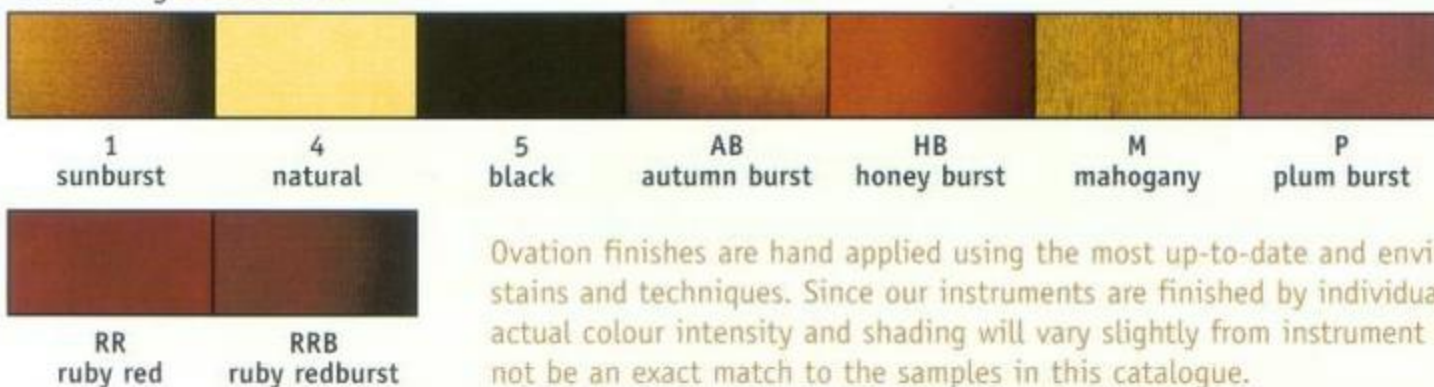 1 4 5 AB HB M P
sunburst natural black autumn burst honey burst mahogany plum burst
RR RRB
ruby red ruby redburst
Ovation finishes are hand applied using the most up-to-date and
stains and techniques. Since our instruments are finished by
actual colour intensity and shading will vary slightly from instrument
not be an exact match to the samples in this catalogue.